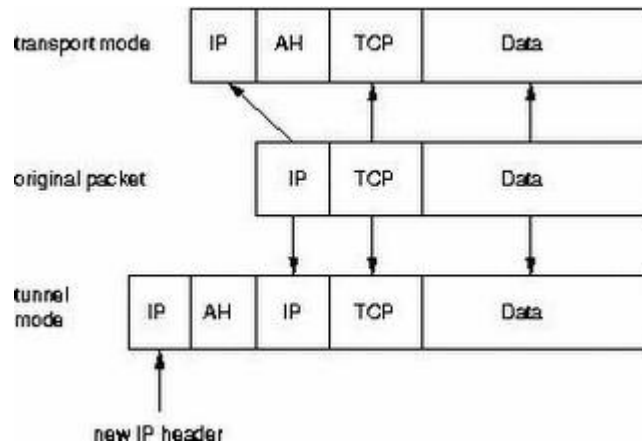 transport mode IP AH TCP Data
original packet IP TCP Data
tunnel
mode IP AH IP TCP Data
new IP header